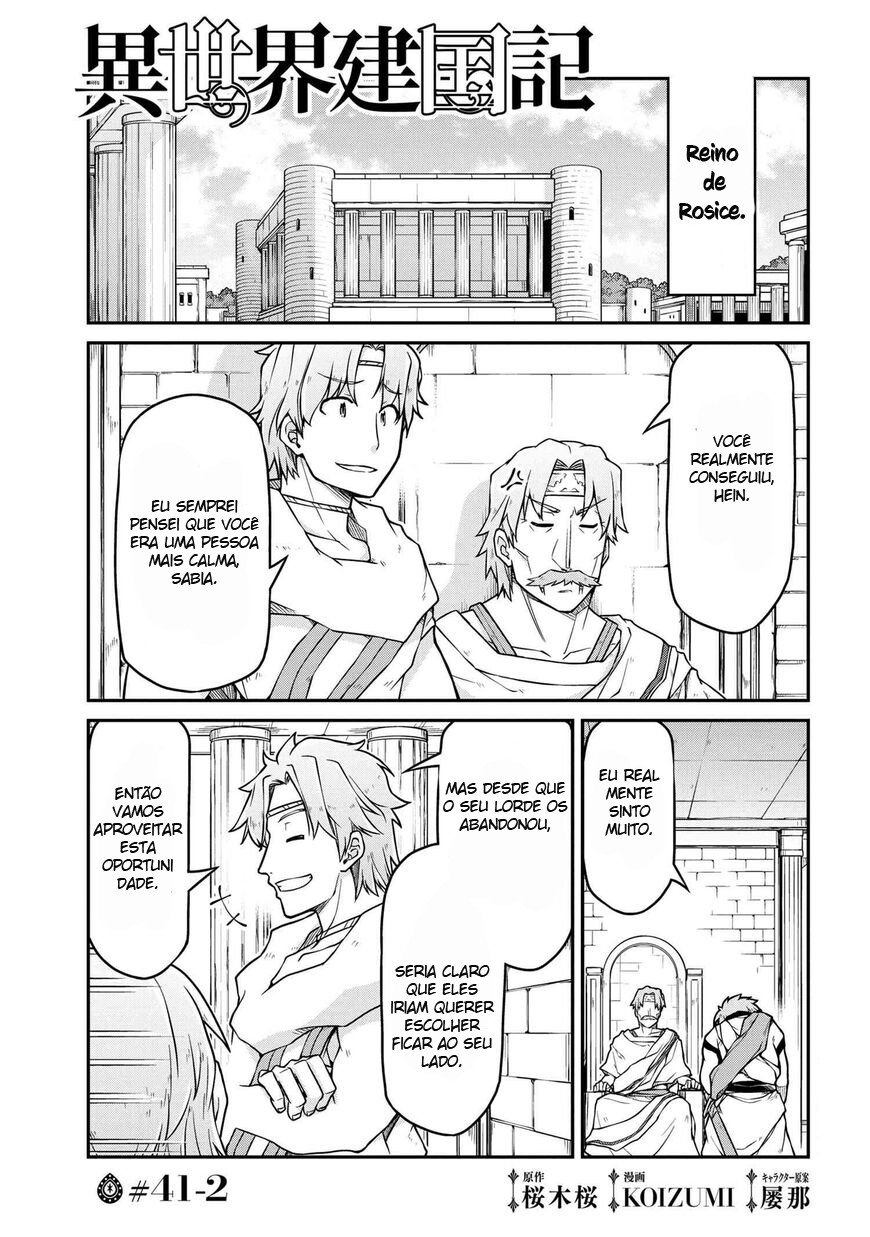 異世界建国記
Reino
de
Rosice.
VOCÊ
REALMENTE
CONSEGUIU,
HEIN.
EU SEMPREI
PENSEI QUE VOCÊ
ERA UMA PESSOA
MAIS CALMA,
SABIA.
EU REAL
MENTE
SINTO
MUITO.
MAS DESDE QUE
O SEU LORDE OS
ABANDONOU,
SERIA CLARO
QUE ELES
IRIAM QUERER
ESCOLHER
FICAR AO SEU
LADO.
ENTÃO
VAMOS
APROVEITAR
ESTA
OPORTUNI
DADE.
#41-2
原作
桜木桜
漫画
KOIZUMI
キャラクター原案
屡那